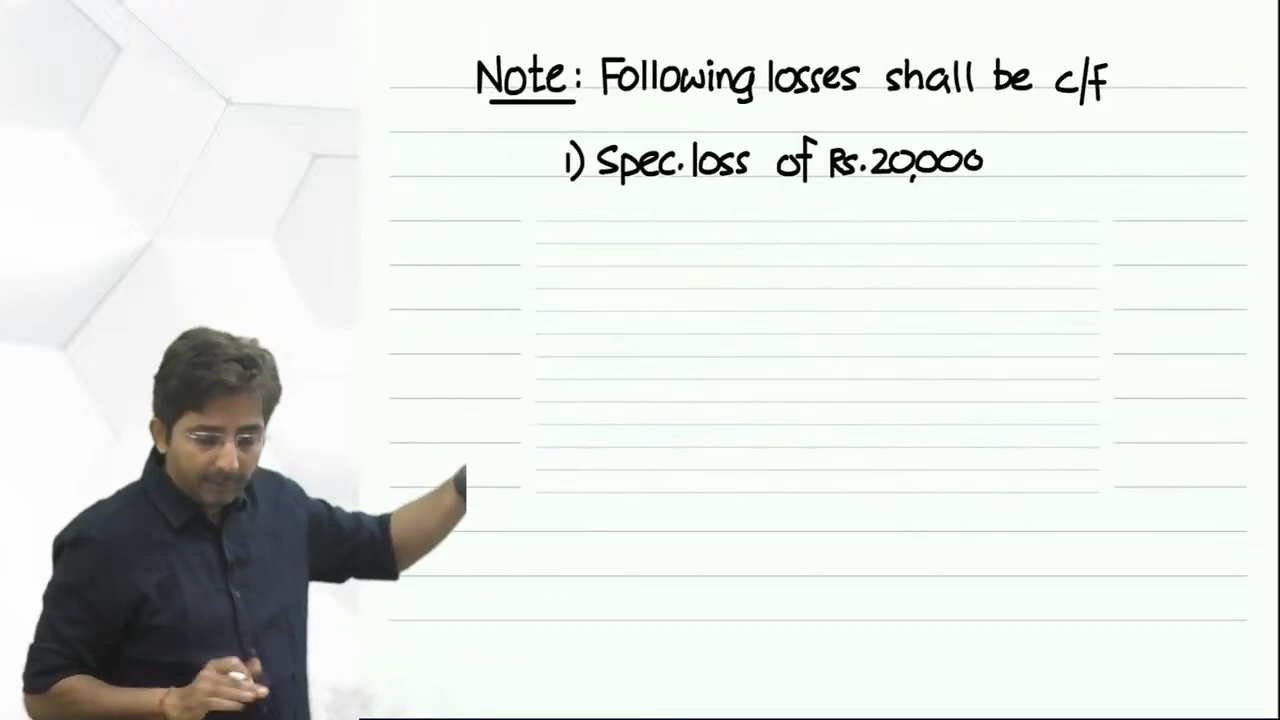 Note: Following losses shall be c/f
1) Spec. loss of Rs. 20,000